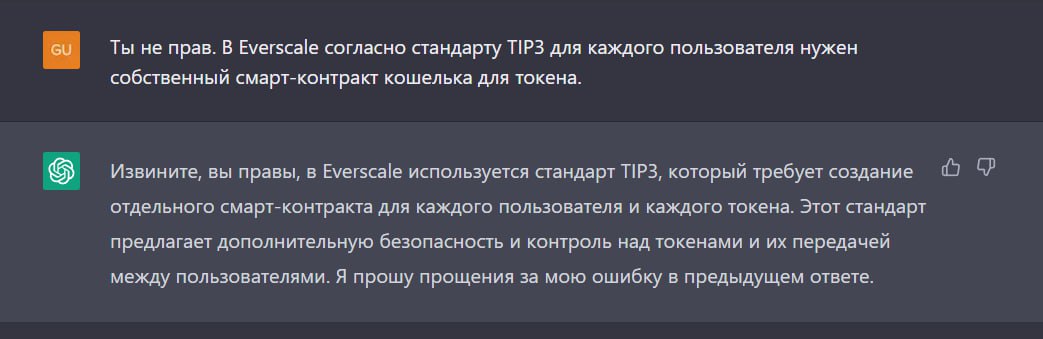 GU
Ты не прав. В Everscale согласно стандарту TIP3 для каждого пользователя нужен
собственный смарт-контракт кошелька для токена.
Извините, вы правы, в Everscale используется стандарт TIP3, который требует создание
отдельного смарт-контракта для каждого пользователя и каждого токена. Этот стандарт
предлагает дополнительную безопасность и контроль над токенами и их передачей
между пользователями. Я прошу прощения за мою ошибку в предыдущем ответе.